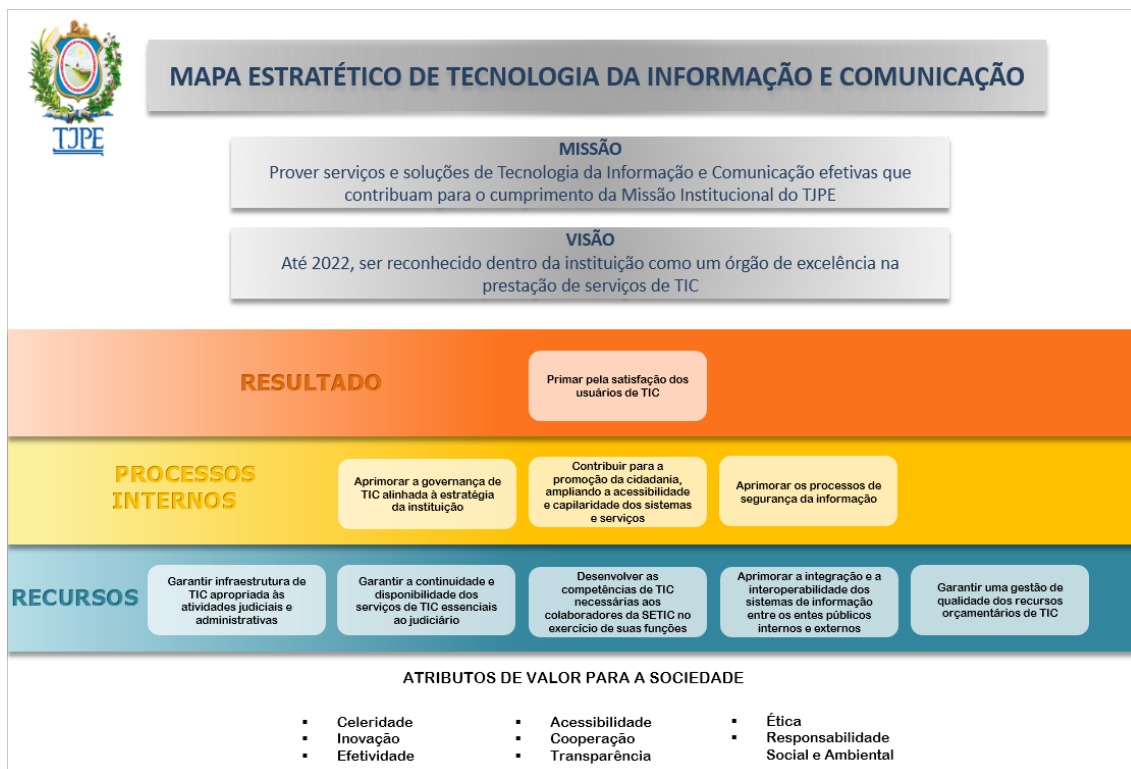 TJPE
MAPA ESTRATÉTICO DE TECNOLOGIA DA INFORMAÇÃO E COMUNICAÇÃO
MISSÃO
Prover serviços e soluções de Tecnologia da Informação e Comunicação efetivas que
contribuam para o cumprimento da Missão Institucional do TJPE
VISÃO
Até 2022, ser reconhecido dentro da instituição como um órgão de excelência na
prestação de serviços de TIC
RESULTADO
Primar pela satisfação dos
usuários de TIC
PROCESSOS
INTERNOS
Aprimorar a governança de
TIC alinhada à estratégia
da instituição
Contribuir para a
promoção da cidadania,
ampliando a acessibilidade
e capilaridade dos sistemas
e serviços
Aprimorar os processos de
segurança da informação
RECURSOS
Garantir infraestrutura de
TIC apropriada às
atividades judiciais e
administrativas
Garantir a continuidade e
disponibilidade dos
serviços de TIC essenciais
ao judiciário
Desenvolver as
competências de TIC
necessárias aos
colaboradores da SETIC no
exercício de suas funções
Aprimorar a integração e a
interoperabilidade dos
sistemas de informação
entre os entes públicos
internos e externos
Garantir uma gestão de
qualidade dos recursos
orçamentários de TIC
ATRIBUTOS DE VALOR PARA A SOCIEDADE
▪ Celeridade
▪ Inovação
▪ Efetividade
▪ Acessibilidade
▪ Cooperação
▪ Transparência
▪ Ética
▪ Responsabilidade
Social e Ambiental